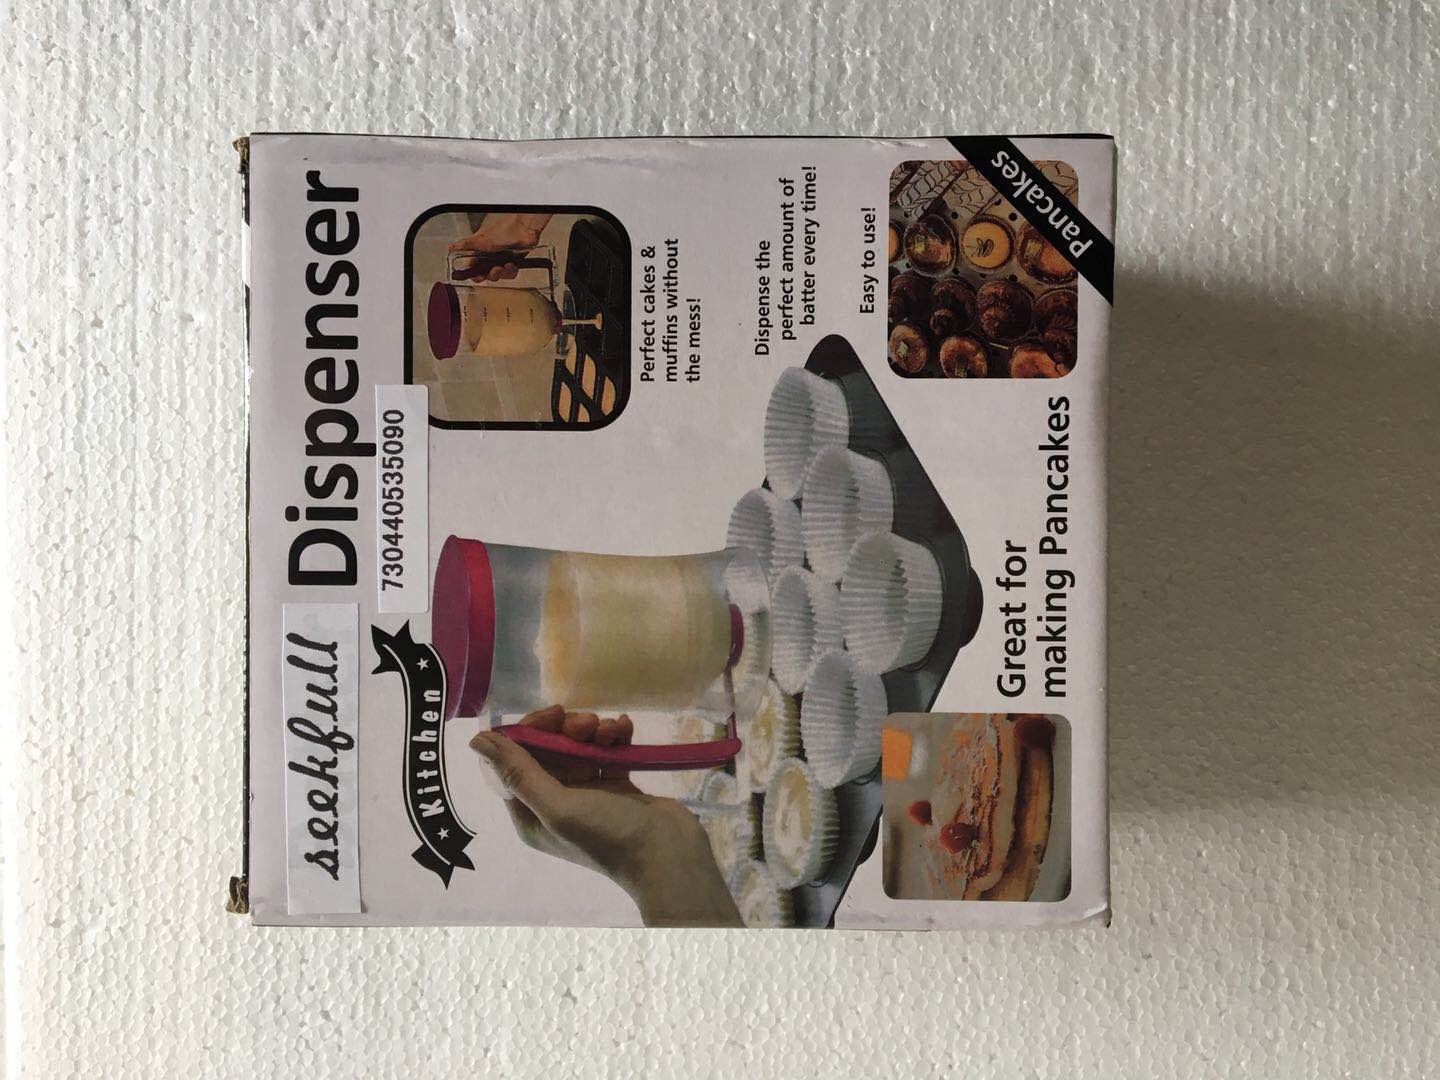 seekfull Dispenser
730440535090
★ Kitchen ★
Perfect cakes &
muffins without
the mess!
Dispense the
perfect amount of
batter every time!
Easy to use!
Great for
making Pancakes
Pancakes